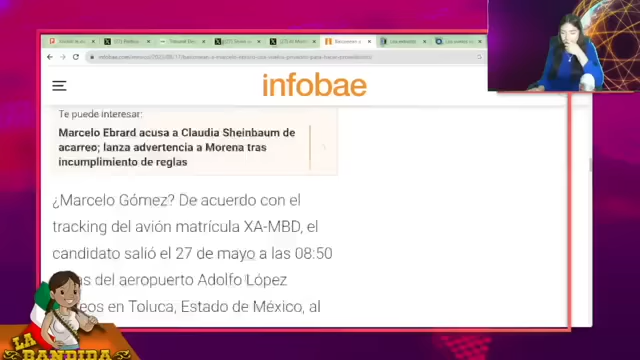 infobae
Te puede interesar:
Marcelo Ebrard acusa a Claudia Sheinbaum de
acarreo; lanza advertencia a Morena tras
incumplimiento de reglas
¿Marcelo Gómez? De acuerdo con el
tracking del avión matrícula XA-MBD, el
candidato salió el 27 de mayo a las 08:50
del aeropuerto Adolfo López
en Toluca, Estado de México, al
LA
BANDIDA